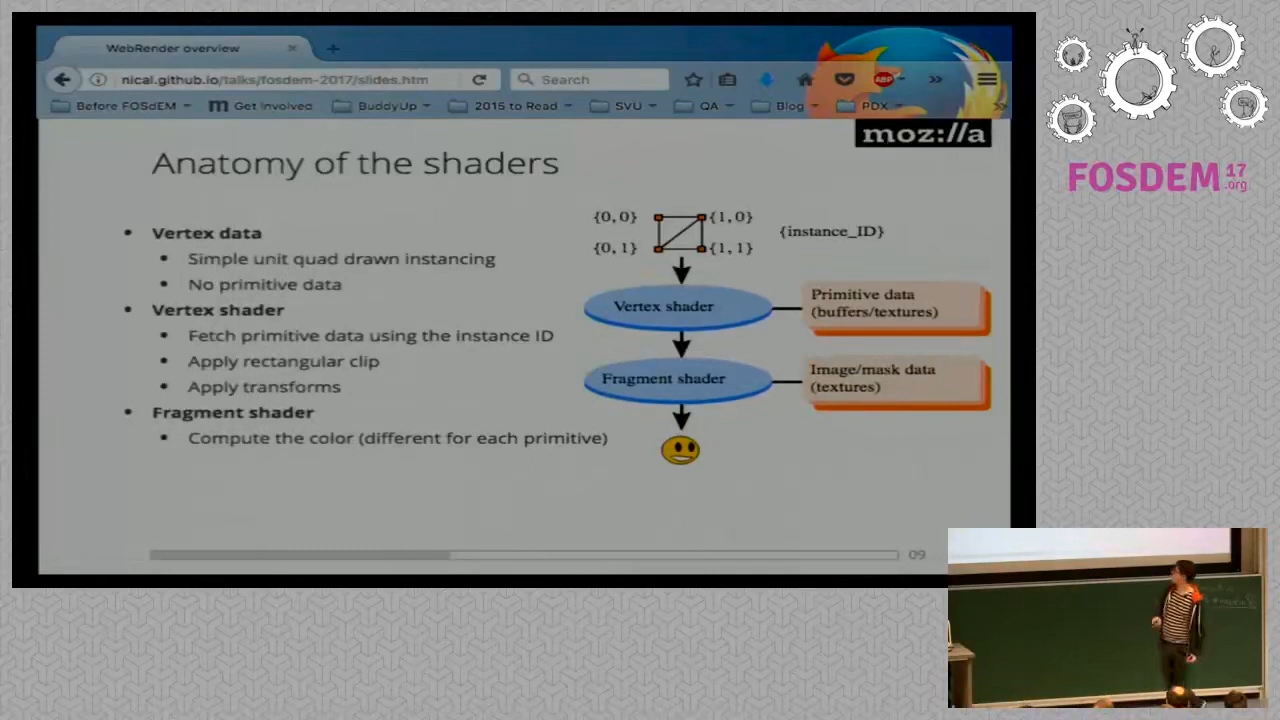 WebRender overview
nical.github.io/talks/fosdem-2017/slides.htm
Search
ABP
Before FOSdEM
m Get Involved
BuddyUp
2015 to Read
SVU
QA
Blog
PDX
moz://a
Anatomy of the shaders
Vertex data
Simple unit quad drawn instancing
No primitive data
Vertex shader
Fetch primitive data using the instance ID
Apply rectangular clip
Apply transforms
Fragment shader
Compute the color (different for each primitive)
{0, 0}
{1, 0}
{instance_ID}
{0, 1}
{1, 1}
Vertex shader
Primitive data
(buffers/textures)
Fragment shader
Image/mask data
(textures)
09
FOSDEM 17
.org